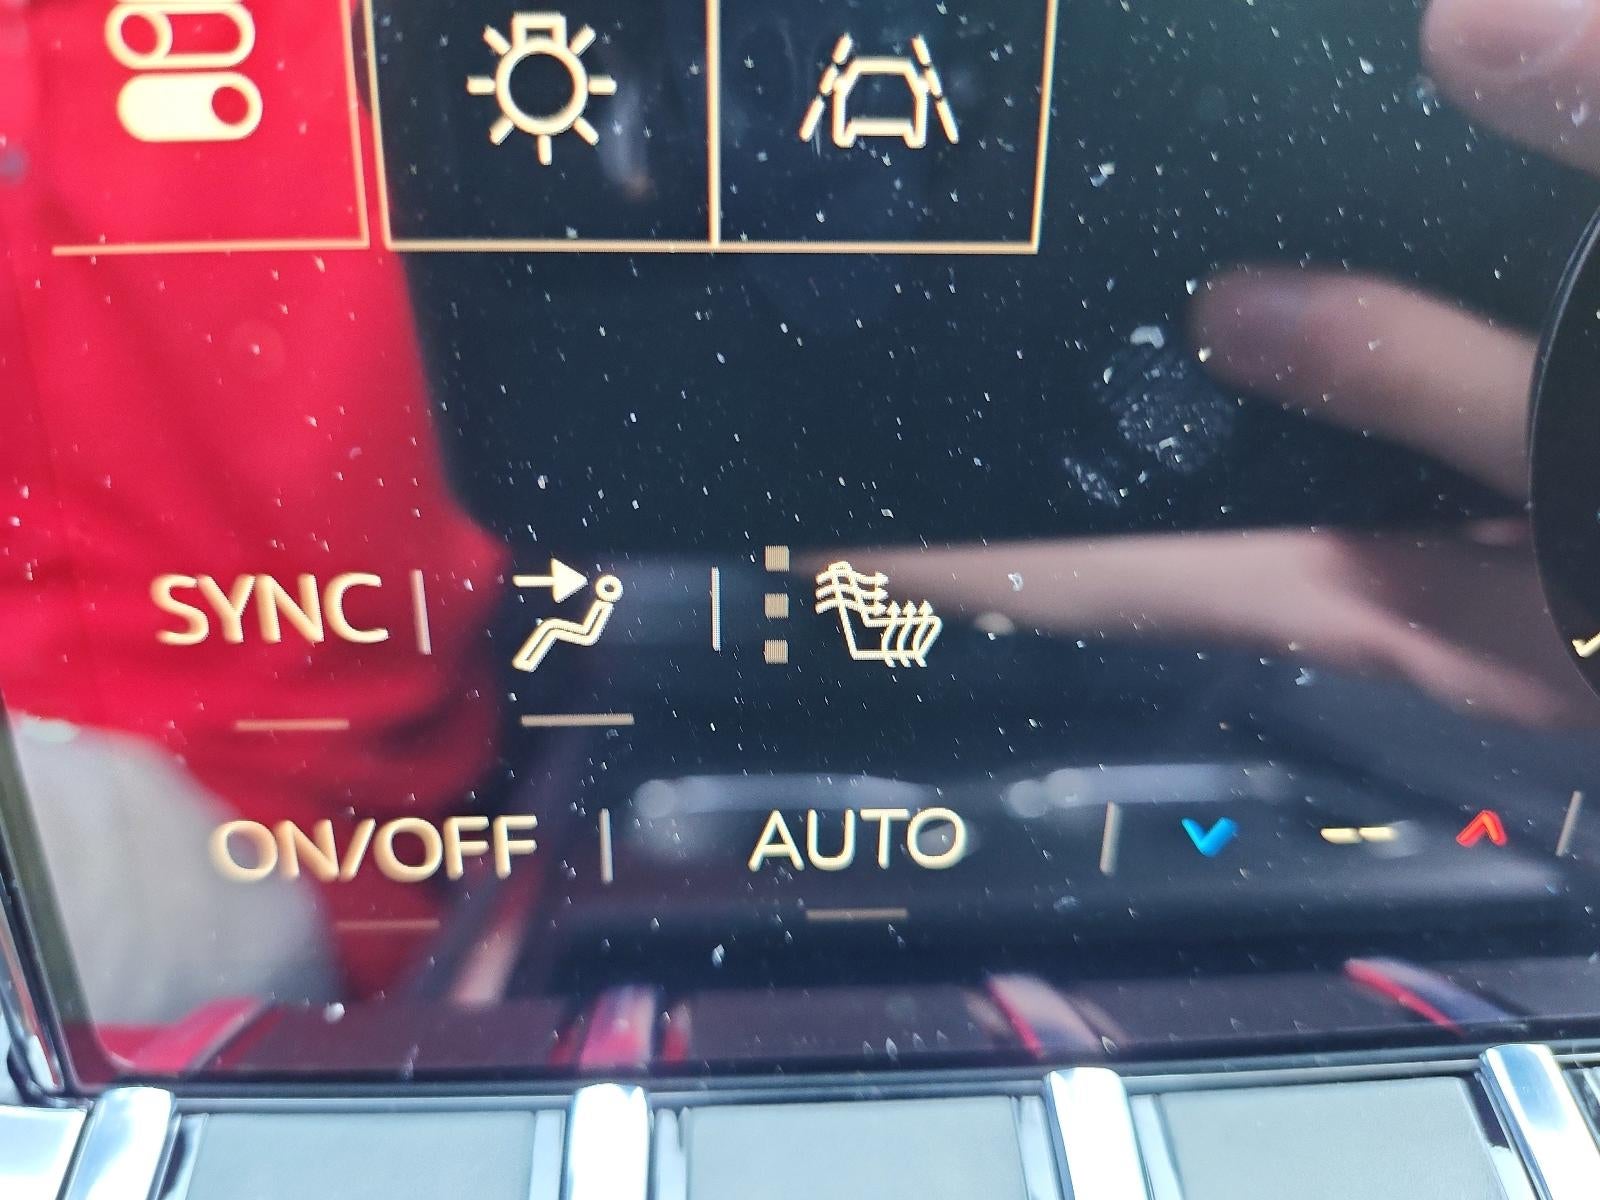 SYNC
ON/OFF
AUTO
--